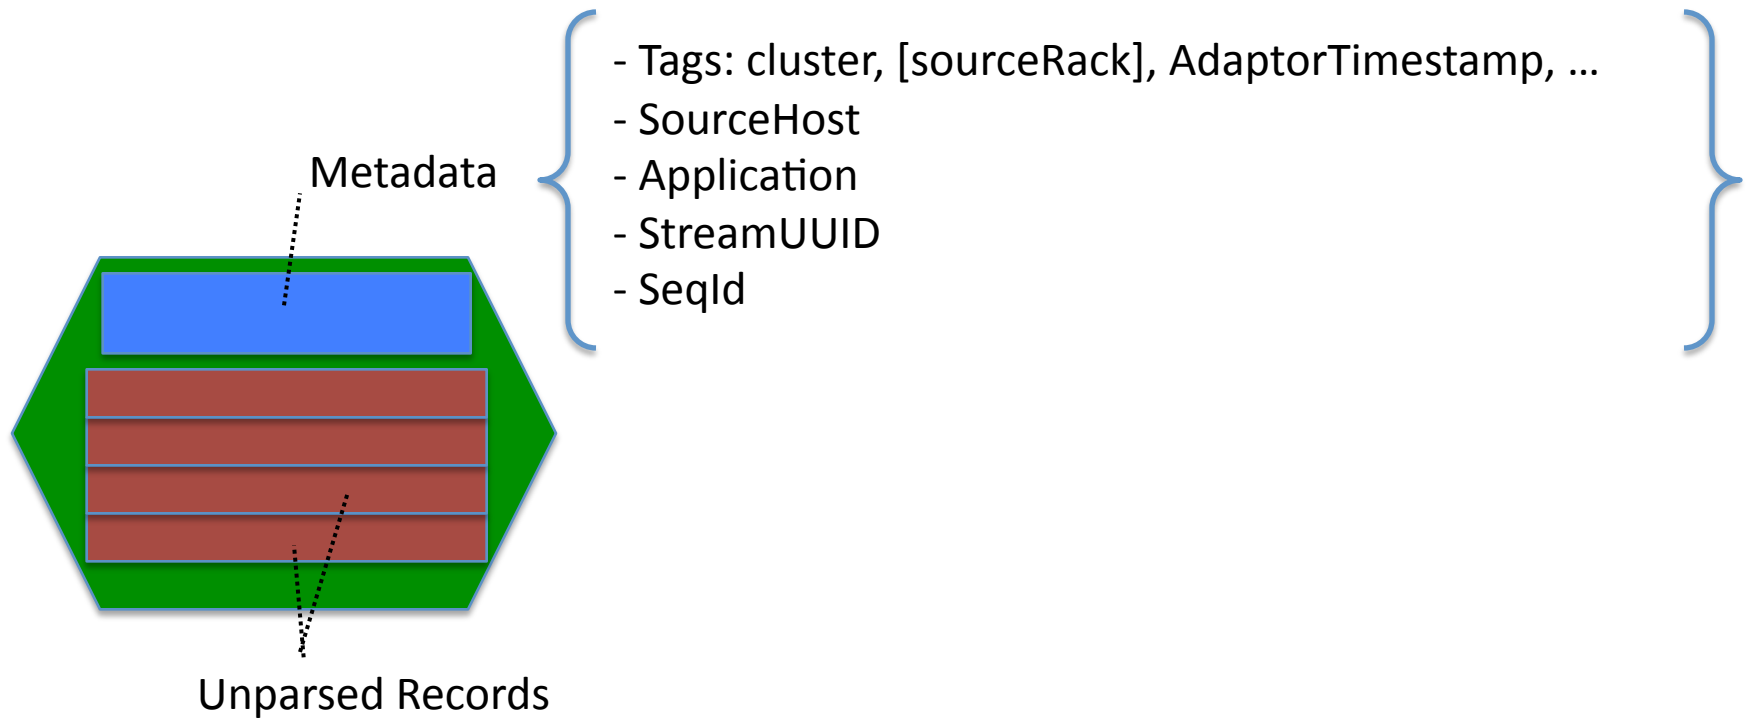 - Tags: cluster, [sourceRack], AdaptorTimestamp, …
- SourceHost
Metadata
- Application
- StreamUUID
- SeqId
Unparsed Records